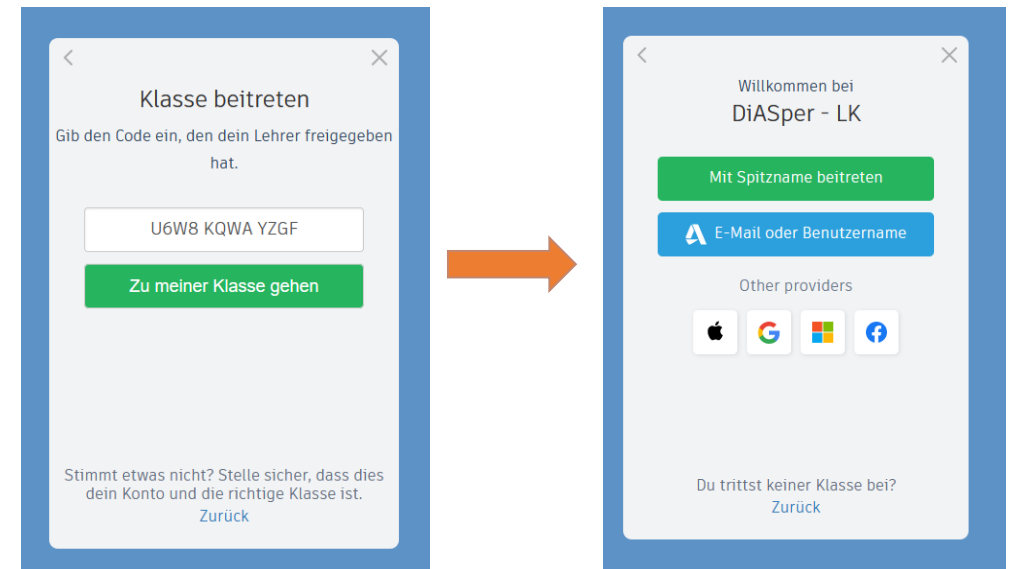 Klasse beitreten
Gib den Code ein, den dein Lehrer freigegeben
hat.
U6W8 KQWA YZGF
Zu meiner Klasse gehen
Stimmt etwas nicht? Stelle sicher, dass dies
dein Konto und die richtige Klasse ist.
Zurück
Willkommen bei
DiASper - LK
Mit Spitzname beitreten
E-Mail oder Benutzername
Other providers
Du trittst keiner Klasse bei?
Zurück